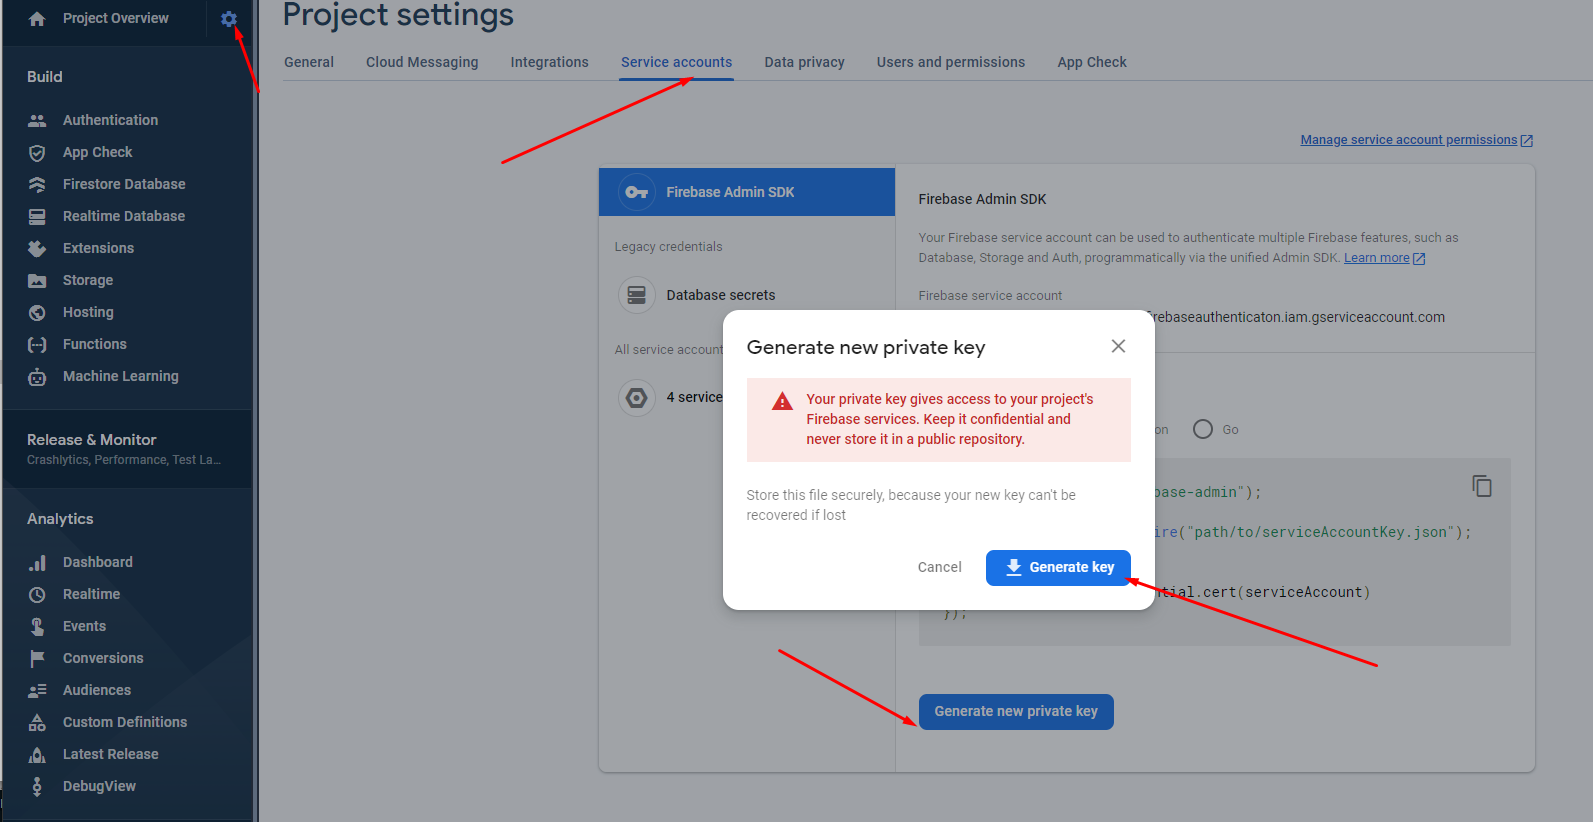 Project Overview
Build
Authentication
App Check
Firestore Database
Realtime Database
Extensions
Storage
Hosting
Functions
Machine Learning
Release & Monitor
Crashlytics, Performance, Test La...
Analytics
Dashboard
Realtime
Events
Conversions
Audiences
Custom Definitions
Latest Release
DebugView
Project settings
General
Cloud Messaging
Integrations
Service accounts
Data privacy
Users and permissions
App Check
Manage service account permissions
Firebase Admin SDK
Legacy credentials
Database secrets
All service account
4 service
Firebase Admin SDK
Your Firebase service account can be used to authenticate multiple Firebase features, such as
Database, Storage and Auth, programmatically via the unified Admin SDK. Learn more
Firebase service account
rebaseauthenticaton.iam.gserviceaccount.com
on
Go
base-admin");
ire("path/to/serviceAccountKey.json");
tial.cert(serviceAccount)
});
Generate new private key
Generate new private key
Your private key gives access to your project's
Firebase services. Keep it confidential and
never store it in a public repository.
Store this file securely, because your new key can't be
recovered if lost
Cancel
Generate key